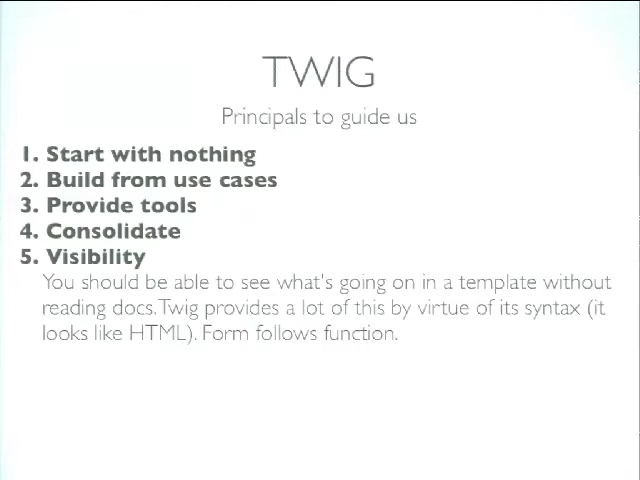 TWIG
Principals to guide us
1. Start with nothing
2. Build from use cases
3. Provide tools
4. Consolidate
5. Visibility
You should be able to see what's going on in a template without
reading docs. Twig provides a lot of this by virtue of its syntax (it
looks like HTML). Form follows function.